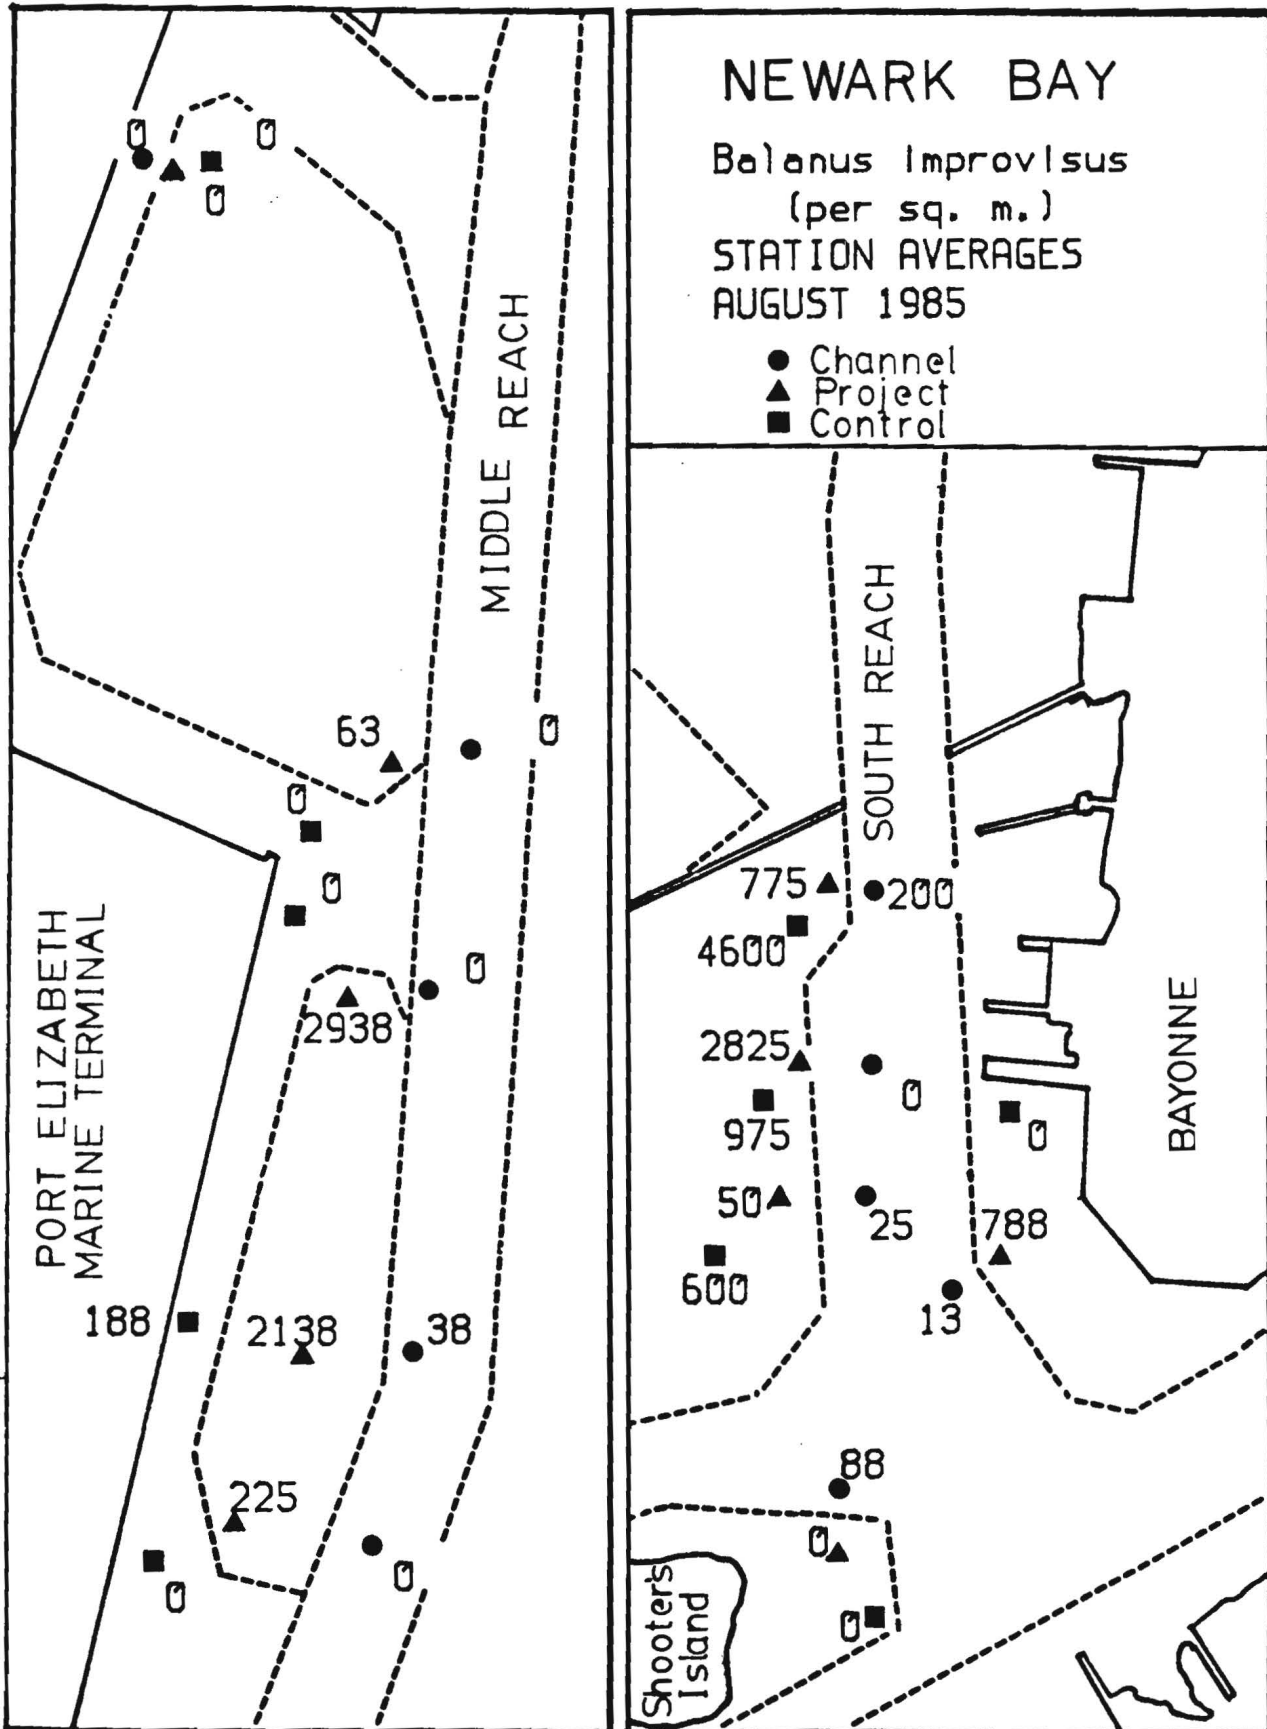 NEWARK BAY
Balanus improvisus
(per sq. m.)
STATION AVERAGES
AUGUST 1985
Channel
Project
Control
0
0
0
MIDDLE REACH
63
0
0
0
0
2938
PORT ELIZABETH
MARINE TERMINAL
188
2138
38
225
0
0
SOUTH REACH
775
200
4600
2825
0
975
0
BAYONNE
50
25
788
600
13
88
0
0
Shooter's
Island